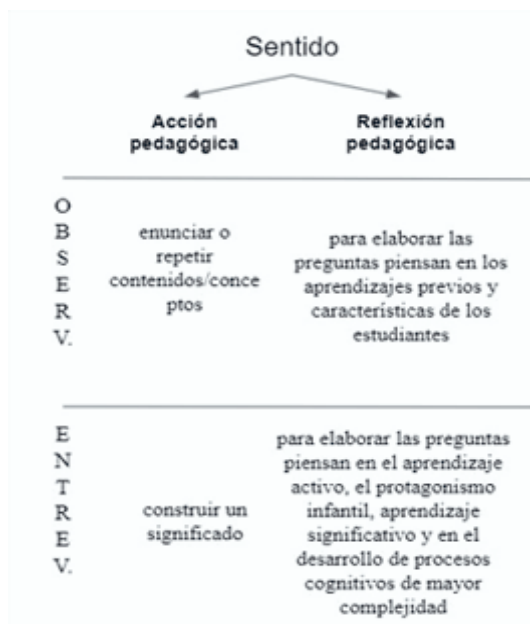 Sentido
Acción
pedagógica
Reflexión
pedagógica
O
B
S
E
R
V.
enunciar o
repetir
contenidos/conce
ptos
para elaborar las
preguntas piensan en los
aprendizajes previos y
características de los
estudiantes
E
N
T
R
E
V.
construir un
significado
para elaborar las preguntas
piensan en el aprendizaje
activo, el protagonismo
infantil, aprendizaje
significativo y en el
desarrollo de procesos
cognitivos de mayor
complejidad